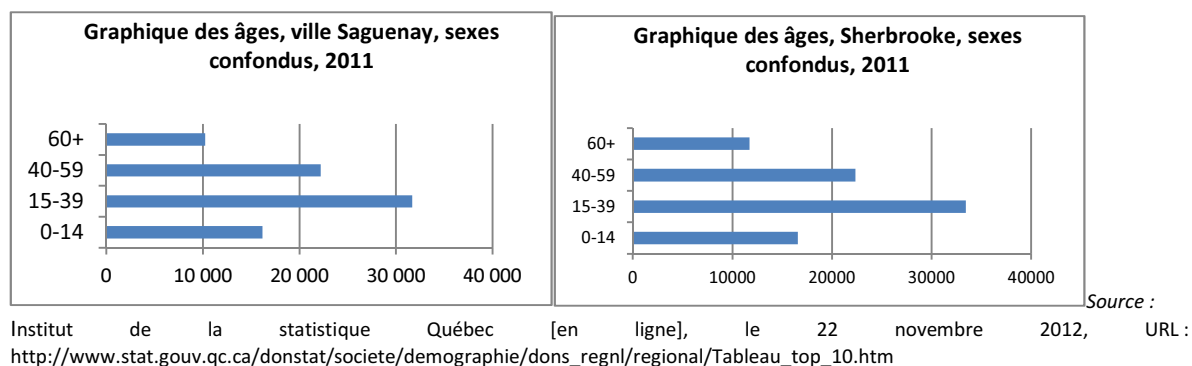 Graphique des âges, ville Saguenay, sexes
confondus, 2011
60+
40-59
15-39
0-14
0 10 000 20 000 30 000 40 000
Graphique des âges, Sherbrooke, sexes
confondus, 2011
60+
40-59
15-39
0-14
0 10000 20000 30000 40000
Source :
Institut de la statistique Québec [en ligne], le 22 novembre 2012, URL :
http://www.stat.gouv.qc.ca/donstat/societe/demographie/dons_regnl/regional/Tableau_top_10.htm